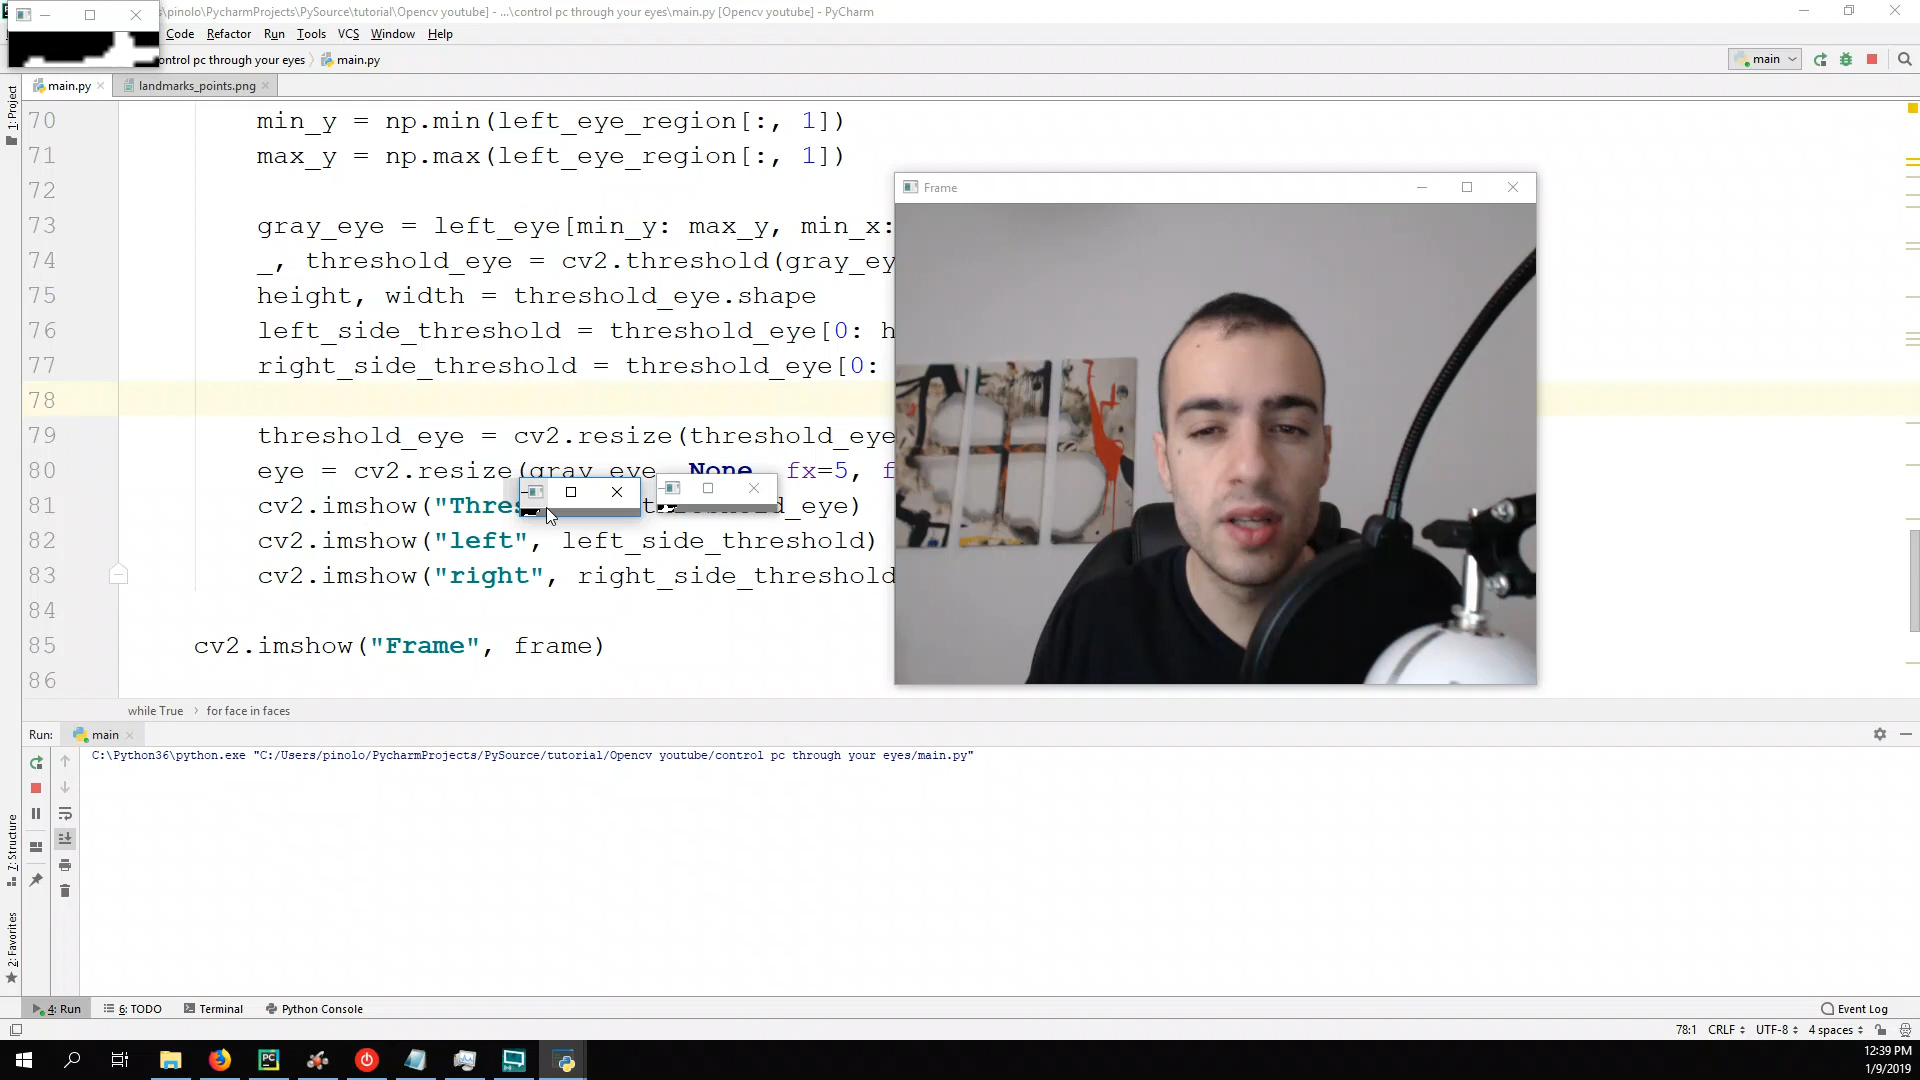 s\pinolo\PycharmProjects\PySource\tutorial\Opencv youtube] - ...\control pc through your eyes\main.py [Opencv youtube] - PyCharm
Code Refactor Run Tools VCS Window Help
ontrol pc through your eyes main.py
main
main.py landmarks_points.png
1: Project
70 min_y = np.min(left_eye_region[:, 1])
71 max_y = np.max(left_eye_region[:, 1])
72
73 gray_eye = left_eye[min_y: max_y, min_x:
74 _, threshold_eye = cv2.threshold(gray_ey
75 height, width = threshold_eye.shape
76 left_side_threshold = threshold_eye[0: h
77 right_side_threshold = threshold_eye[0:
78
79 threshold_eye = cv2.resize(threshold_eye
80 eye = cv2.resize(gray_eye, None, fx=5, f
81 cv2.imshow("Thres d_eye)
82 cv2.imshow("left", left_side_threshold)
83 cv2.imshow("right", right_side_threshold
84
85 cv2.imshow("Frame", frame)
86
Frame
while True for face in faces
Run: main
C:\Python36\python.exe "C:/Users/pinolo/PycharmProjects/PySource/tutorial/Opencv youtube/control pc through your eyes/main.py"
7: Structure
2: Favorites
4: Run 6: TODO Terminal Python Console Event Log
78:1 CRLF UTF-8 4 spaces
12:39 PM
1/9/2019